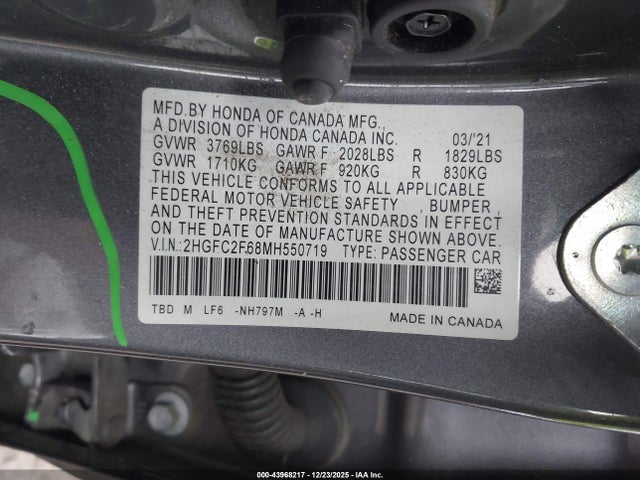 MFD.BY HONDA OF CANADA MFG.,
A DIVISION OF HONDA CANADA INC. 03/'21
GVWR 3769LBS GAWR F 2028LBS R 1829LBS
GVWR 1710KG GAWR F 920KG R 830KG
THIS VEHICLE CONFORMS TO ALL APPLICABLE
FEDERAL MOTOR VEHICLE SAFETY , BUMPER ,
AND THEFT PREVENTION STANDARDS IN EFFECT
ON THE DATE OF MANUFACTURE SHOWN ABOVE.
V.I.N.:2HGFC2F68MH550719 TYPE: PASSENGER CAR
TBD M LF6 -NH797M -A -H MADE IN CANADA
000-43968217 - 12/23/2025 - IAA Inc.